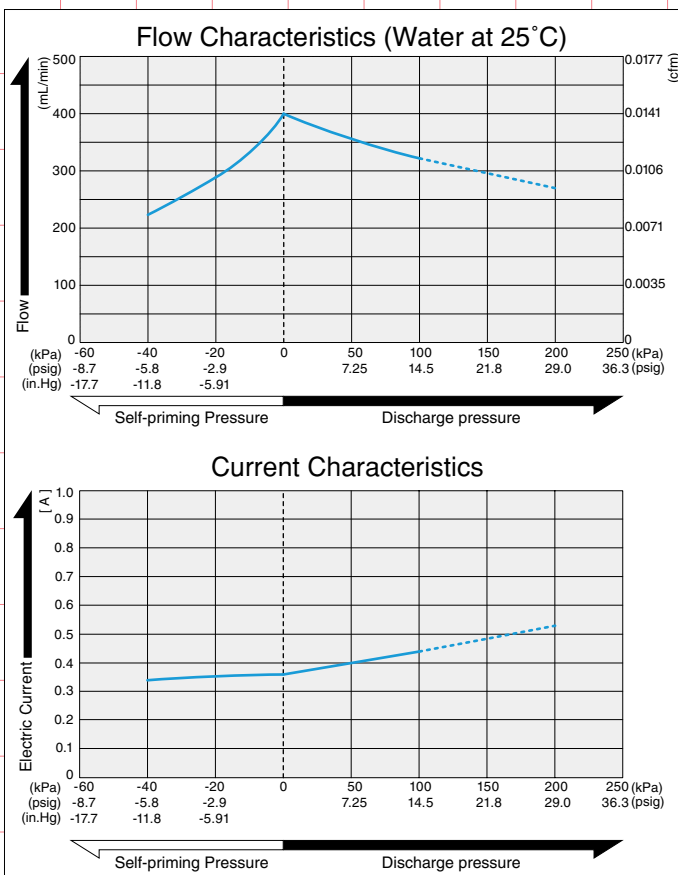 Flow Characteristics (Water at 25˚C)
Flow
(mL/min)
(cfm)
500 0.0177
400 0.0141
300 0.0106
200 0.0071
100 0.0035
0 0
(kPa) -60 -40 -20 0 50 100 150 200 250 (kPa)
(psig) -8.7 -5.8 -2.9 7.25 14.5 21.8 29.0 36.3 (psig)
(in.Hg) -17.7 -11.8 -5.91
Self-priming Pressure Discharge pressure
Current Characteristics
Electric Current
[ A ]
1.0
0.9
0.8
0.7
0.6
0.5
0.4
0.3
0.2
0.1
0
(kPa) -60 -40 -20 0 50 100 150 200 250 (kPa)
(psig) -8.7 -5.8 -2.9 7.25 14.5 21.8 29.0 36.3 (psig)
(in.Hg) -17.7 -11.8 -5.91
Self-priming Pressure Discharge pressure